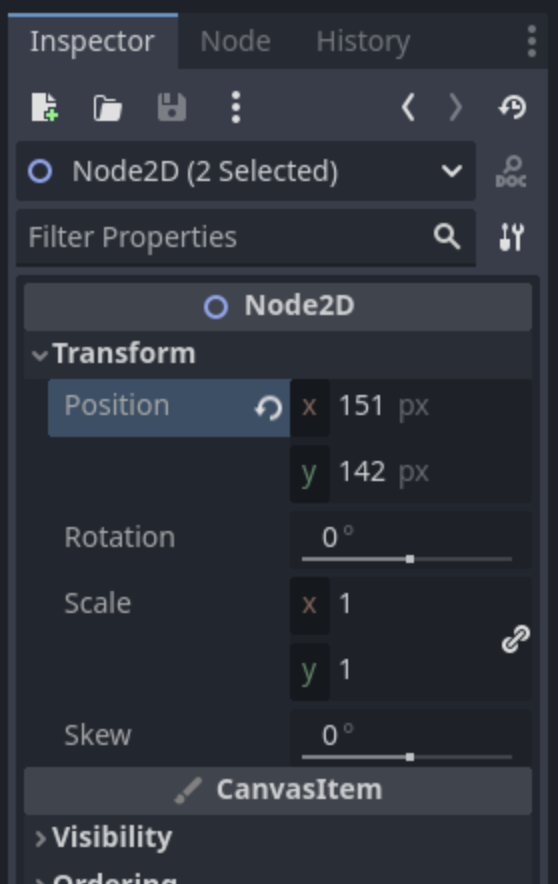 Inspector Node History
DOC
Node2D (2 Selected)
Filter Properties
Node2D
Transform
Position x 151 px
y 142 px
Rotation 0 °
Scale x 1
y 1
Skew 0 °
CanvasItem
Visibility
Ordering